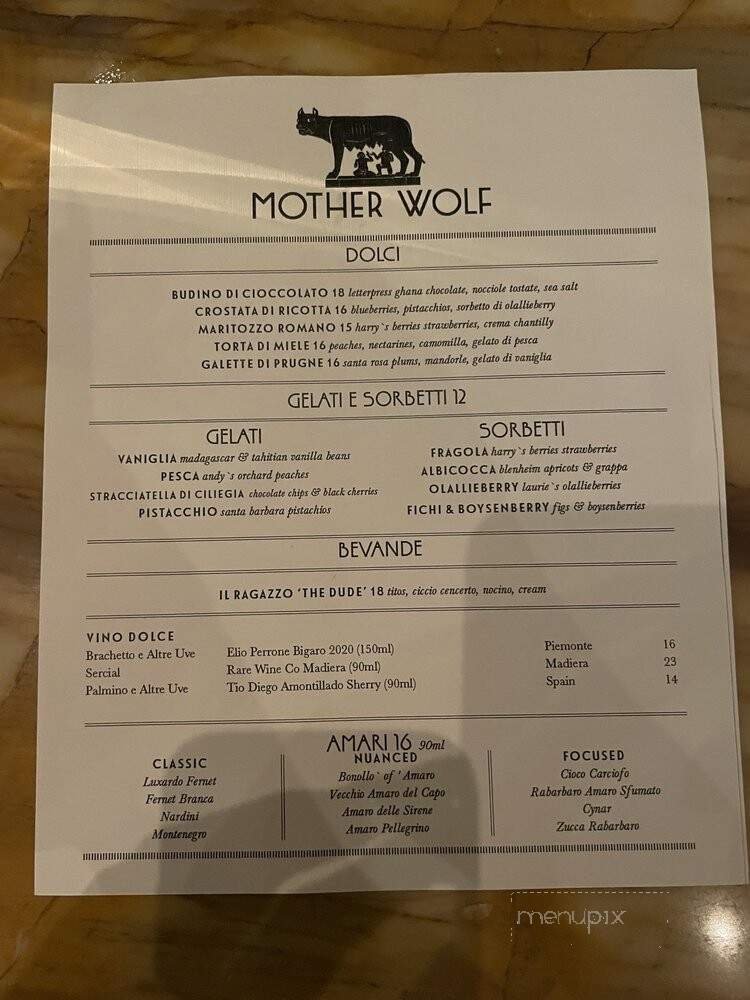 MOTHER WOLF
DOLCI
BUDINO DI CIOCCOLATO 18 letterpress ghana chocolate, nocciole tostate, sea salt
CROSTATA DI RICOTTA 16 blueberries, pistachios, sorbetto di olallieberry
MARITOZZO ROMANO 15 harry`s berries strawberries, crema chantilly
TORTA DI MIELE 16 peaches, nectarines, camomilla, gelato di pesca
GALETTE DI PRUGNE 16 santa rosa plums, mandorle, gelato di vaniglia
GELATI E SORBETTI 12
GELATI
VANIGLIA madagascar & tahitian vanilla beans
PESCA andy`s orchard peaches
STRACCIATELLA DI CILIEGIA chocolate chips & black cherries
PISTACCHIO santa barbara pistachios
SORBETTI
FRAGOLA harry`s berries strawberries
ALBICOCCA blenheim apricots & grappa
OLALLIEBERRY laurie`s olallieberries
FICHI & BOYSENBERRY figs & boysenberries
BEVANDE
IL RAGAZZO ‘THE DUDE’ 18 titos, ciccio cencerto, nocino, cream
VINO DOLCE
Brachetto e Altre Uve Elio Perrone Bigaro 2020 (150ml) Piemonte 16
Sercial Rare Wine Co Madiera (90ml) Madiera 23
Palmino e Altre Uve Tio Diego Amontillado Sherry (90ml) Spain 14
AMARI 16 90ml
CLASSIC
Luxardo Fernet
Fernet Branca
Nardini
Montenegro
NUANCED
Bonollo` of ’Amaro
Vecchio Amaro del Capo
Amaro delle Sirene
Amaro Pellegrino
FOCUSED
Cioco Carciofo
Rabarbaro Amaro Sfumato
Cynar
Zucca Rabarbaro
menupix